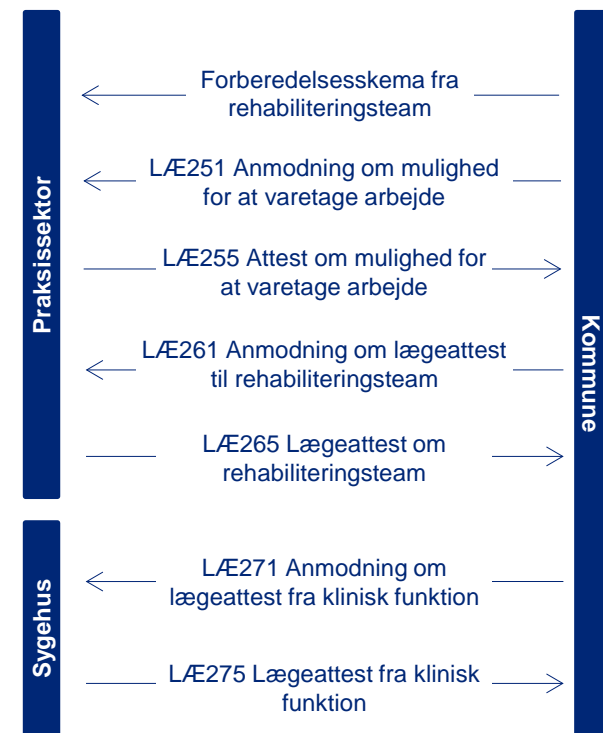 Praksissektor
Forberedelsesskema fra
rehabiliteringsteam
LÆ251 Anmodning om mulighed
for at varetage arbejde
LÆ255 Attest om mulighed for
at varetage arbejde
LÆ261 Anmodning om lægeattest
til rehabiliteringsteam
LÆ265 Lægeattest om
rehabiliteringsteam
Sygehus
LÆ271 Anmodning om
lægeattest fra klinisk funktion
LÆ275 Lægeattest fra klinisk
funktion
Kommune